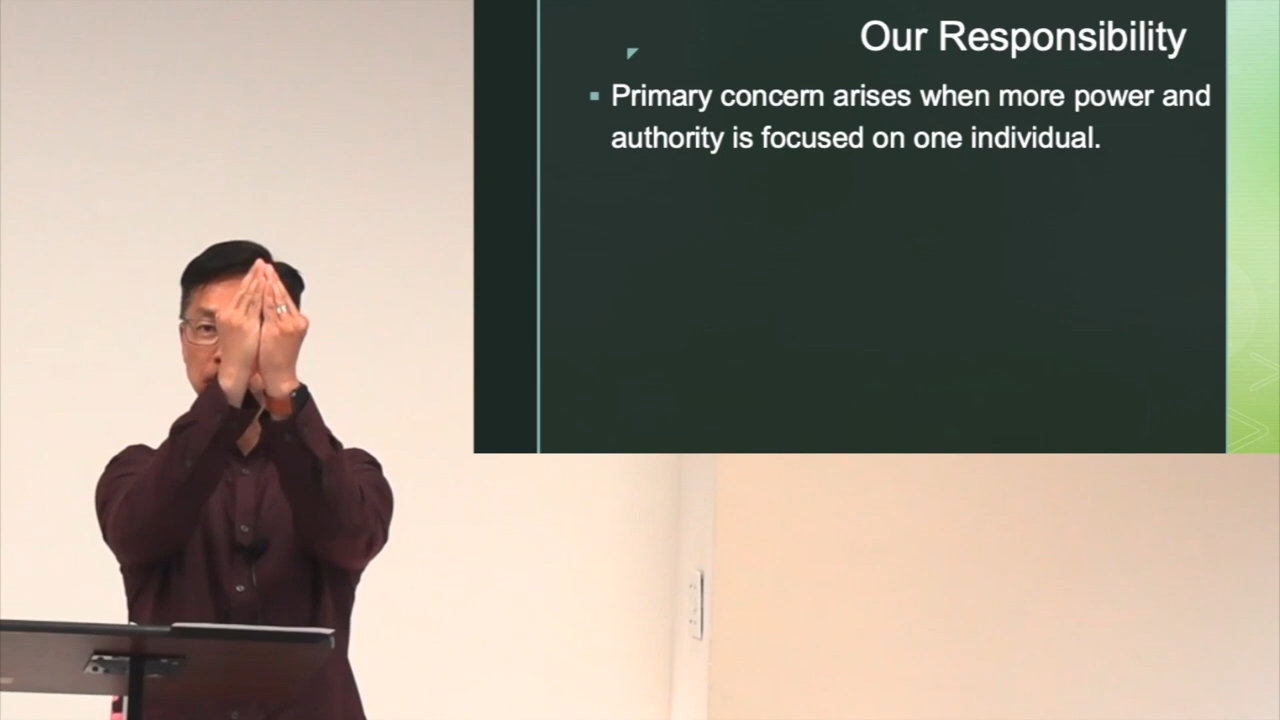 Our Responsibility
Primary concern arises when more power and
authority is focused on one individual.